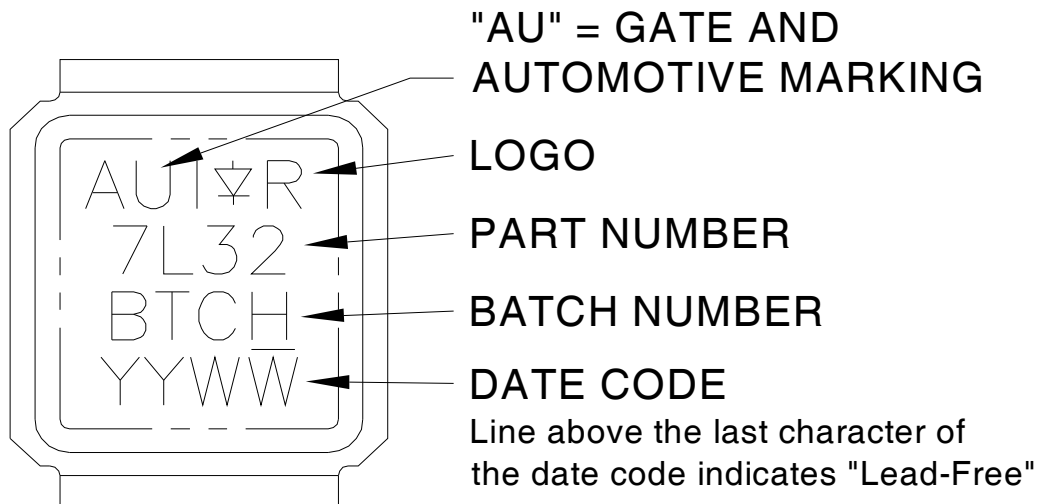 "AU" = GATE AND
AUTOMOTIVE MARKING
LOGO
PART NUMBER
BATCH NUMBER
DATE CODE
Line above the last character of
the date code indicates "Lead-Free"
AUI R
7L32
BTCH
YYWW̅